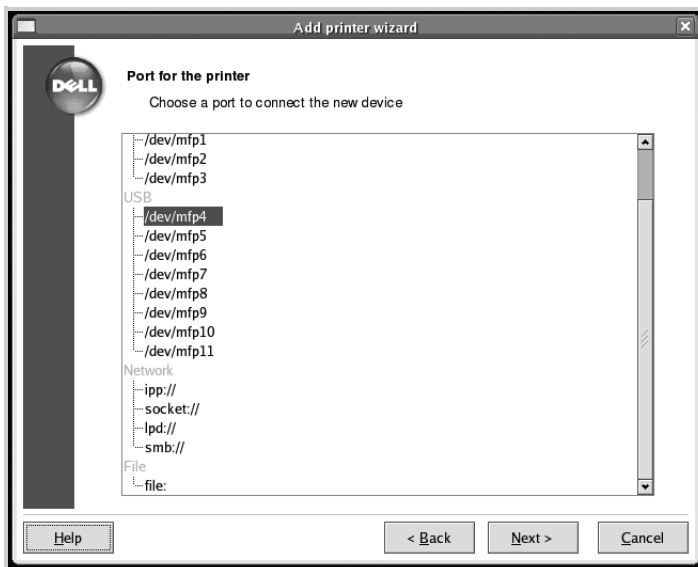 Add printer wizard
DELL
Port for the printer
Choose a port to connect the new device
/dev/mfp1
/dev/mfp2
/dev/mfp3
USB
/dev/mfp4
/dev/mfp5
/dev/mfp6
/dev/mfp7
/dev/mfp8
/dev/mfp9
/dev/mfp10
/dev/mfp11
Network
ipp://
socket://
lpd://
smb://
File
file:
Help
< Back
Next >
Cancel